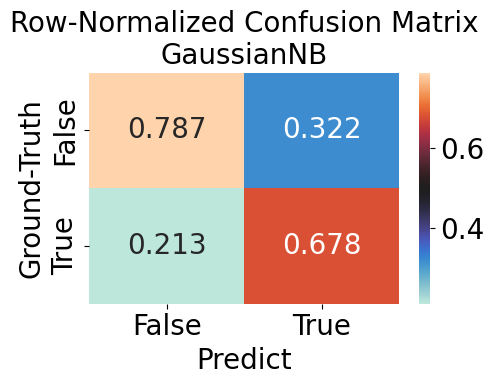 Row-Normalized Confusion Matrix
GaussianNB
Ground-Truth
False
True
0.787
0.322
0.213
0.678
0.6
0.4
False
True
Predict